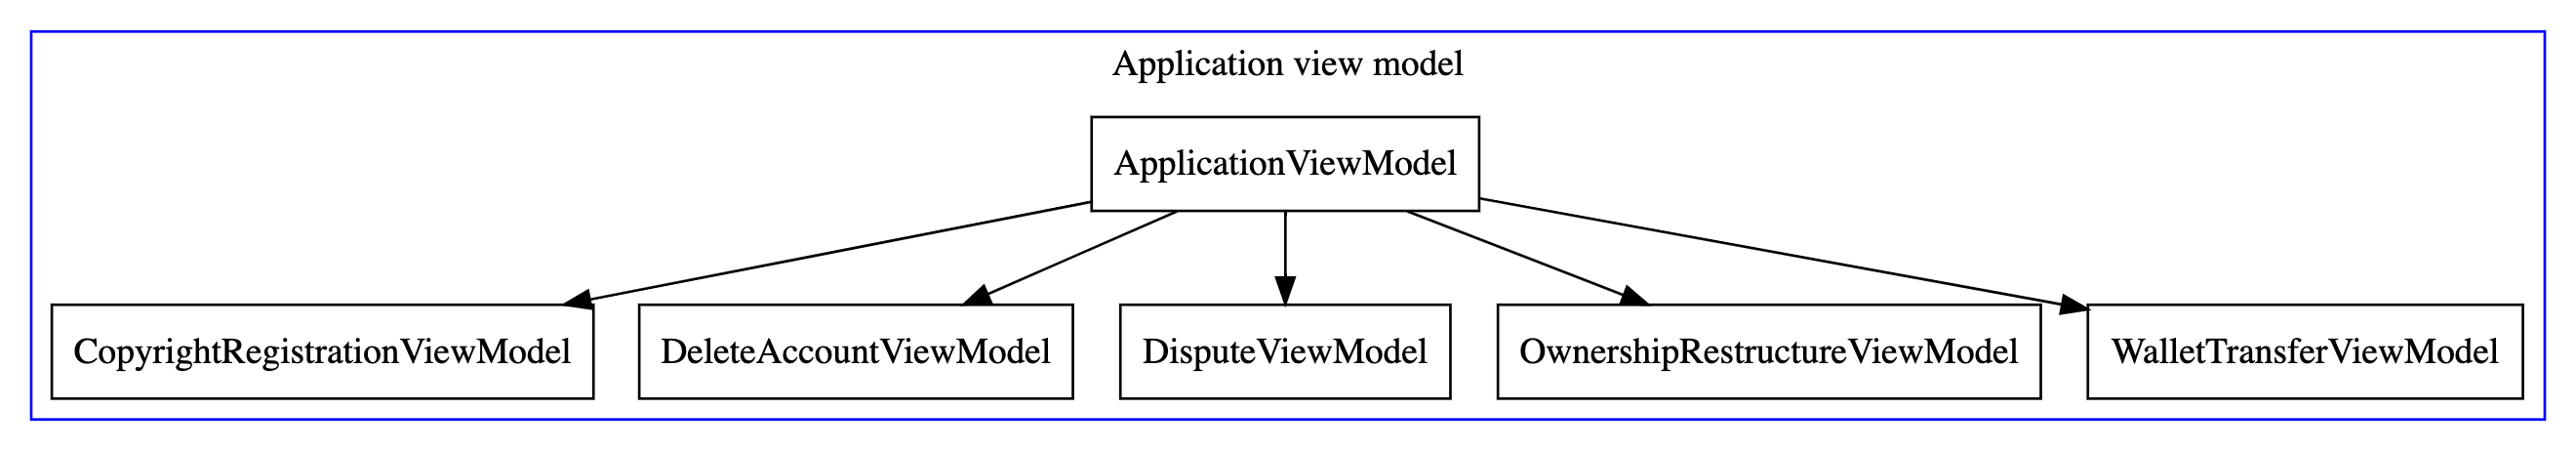 Application view model
ApplicationViewModel
CopyrightRegistrationViewModel
DeleteAccountViewModel
DisputeViewModel
OwnershipRestructureViewModel
WalletTransferViewModel